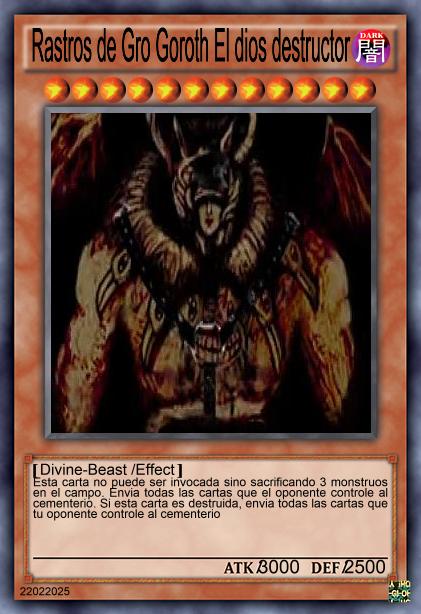 Rastros de Gro Goroth El dios destructor
DARK
闇
[Divine-Beast /Effect]
Esta carta no puede ser invocada sino sacrificando 3 monstruos
en el campo. Envia todas las cartas que el oponente controle al
cementerio. Si esta carta es destruida, envia todas las cartas que
tu oponente controle al cementerio
ATK/3000 DEF/2500
22022025